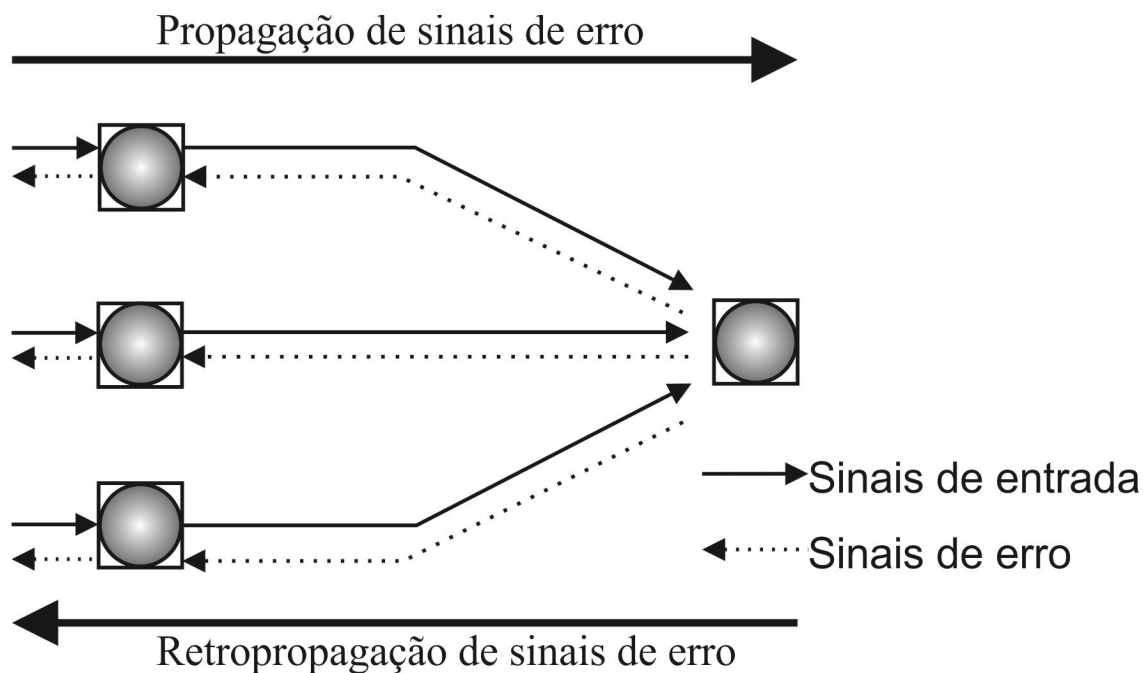 Propagação de sinais de erro
Sinais de entrada
Sinais de erro
Retropropagação de sinais de erro